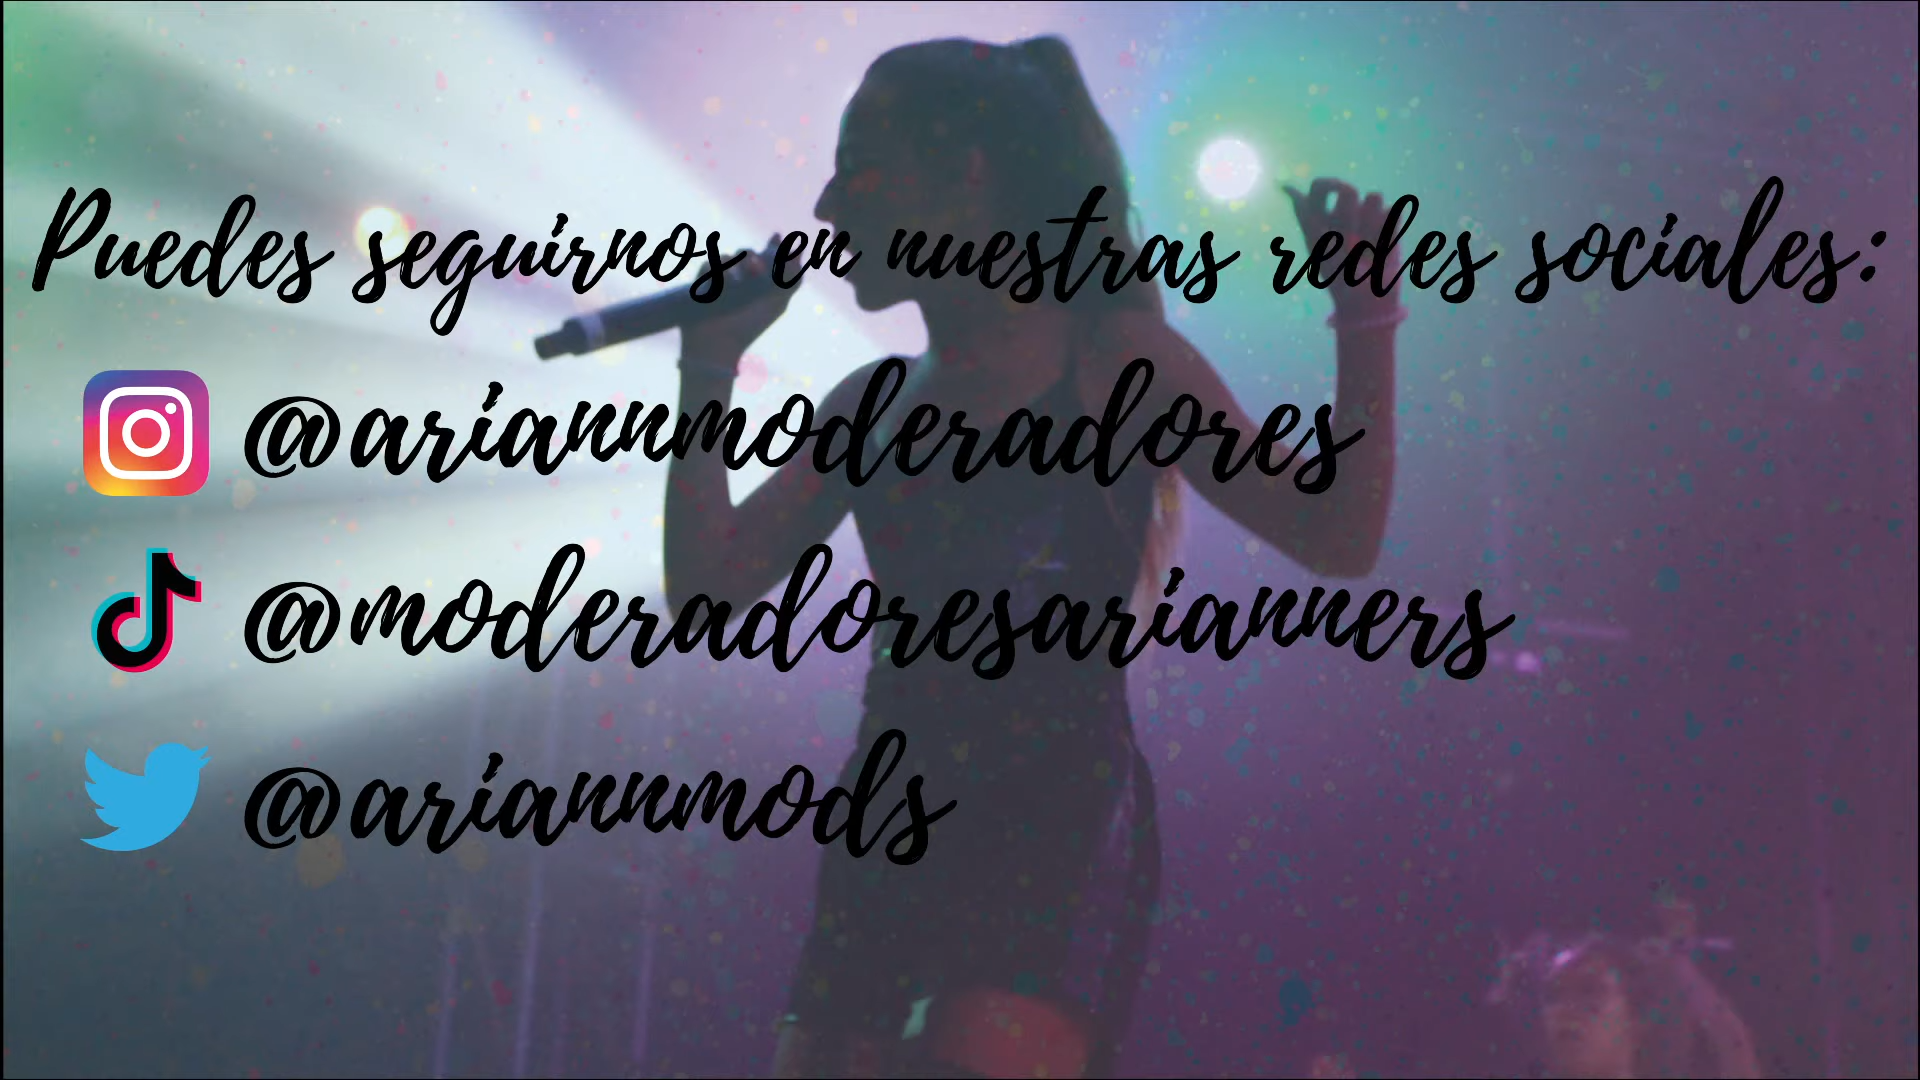 Puedes seguirnos en nuestras redes sociales:
@ariannmoderadores
@moderadoresarianners
@ariannmods